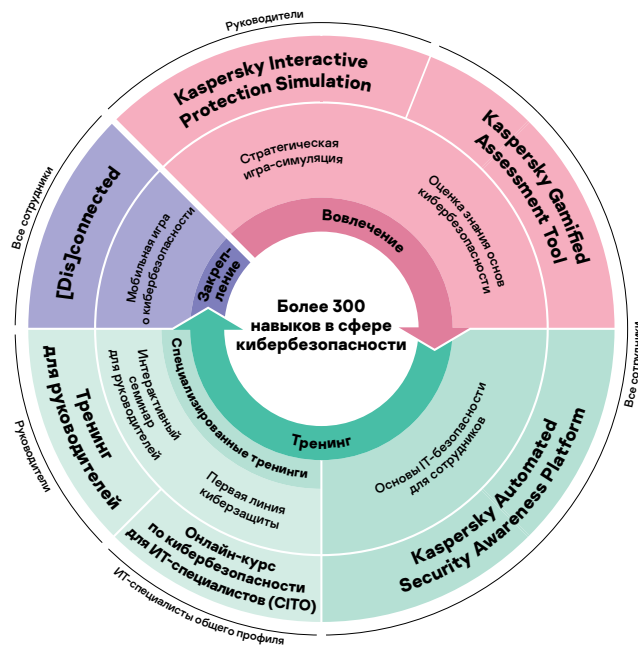 Руководители
Kaspersky Interactive
Protection Simulation
Стратегическая
игра-симуляция
Kaspersky Gamified
Assessment Tool
Оценка знания основ
кибербезопасности
Вовлечение
Все сотрудники
[Dis]connected
Мобильная игра
о кибербезопасности
Закреп-
ление
Более 300
навыков в сфере
кибербезопасности
Все сотрудники
Тренинг
Основы IT-безопасности
для сотрудников
Kaspersky Automated
Security Awareness Platform
Специализированные тренинги
Интерактивный
семинар
для руководителей
Тренинг
для руководителей
Руководители
Первая линия
киберзащиты
Онлайн-курс
по кибербезопасности
для ИТ-специалистов (CITO)
ИТ-специалисты общего профиля